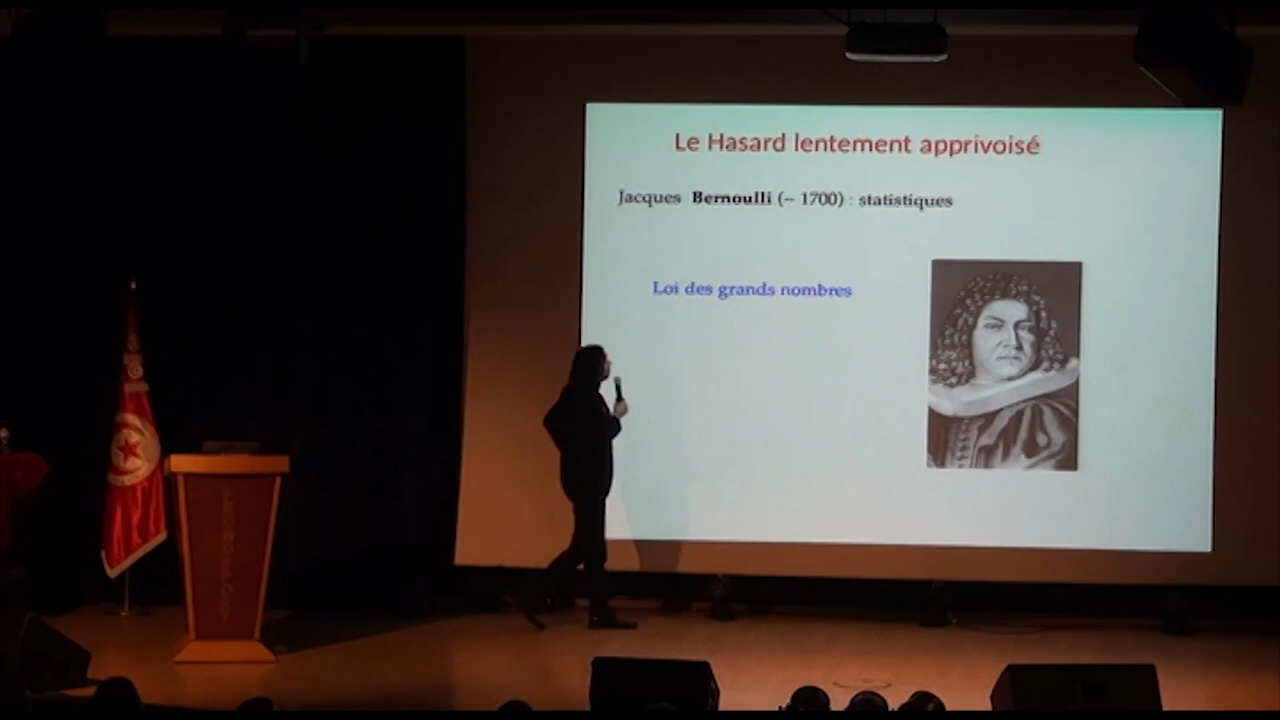 Le Hasard lentement apprivoisé
Jacques Bernoulli (~ 1700) : statistiques
Loi des grands nombres